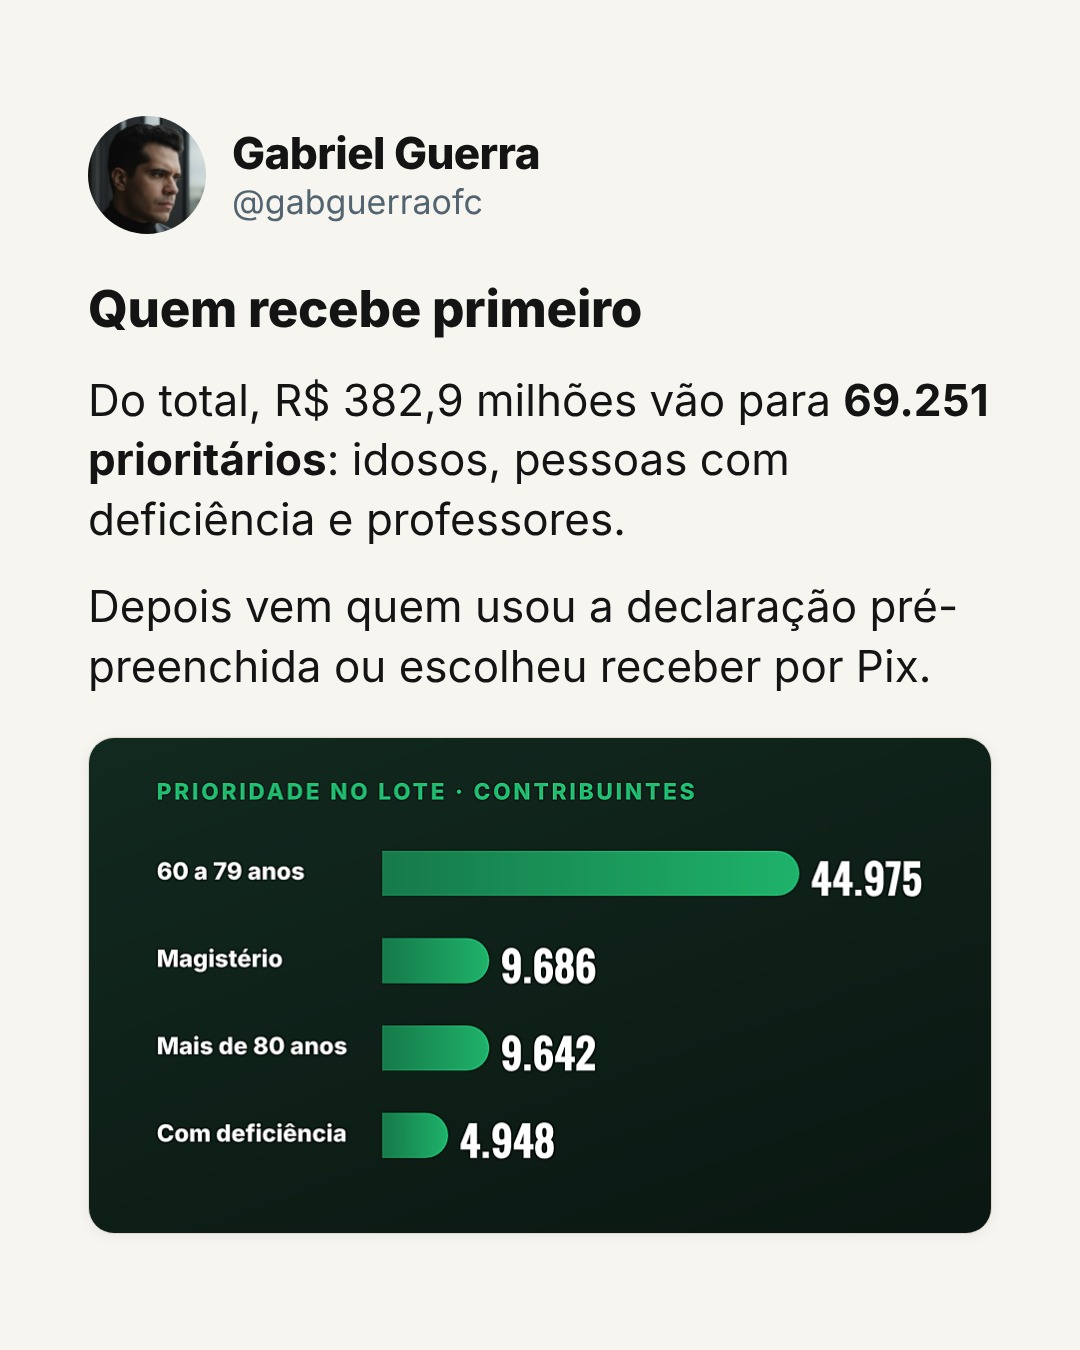 Gabriel Guerra
@gabguerraofc
Quem recebe primeiro
Do total, R$ 382,9 milhões vão para 69.251
prioritários: idosos, pessoas com
deficiência e professores.
Depois vem quem usou a declaração pré-
preenchida ou escolheu receber por Pix.
PRIORIDADE NO LOTE · CONTRIBUINTES
60 a 79 anos 44.975
Magistério 9.686
Mais de 80 anos 9.642
Com deficiência 4.948